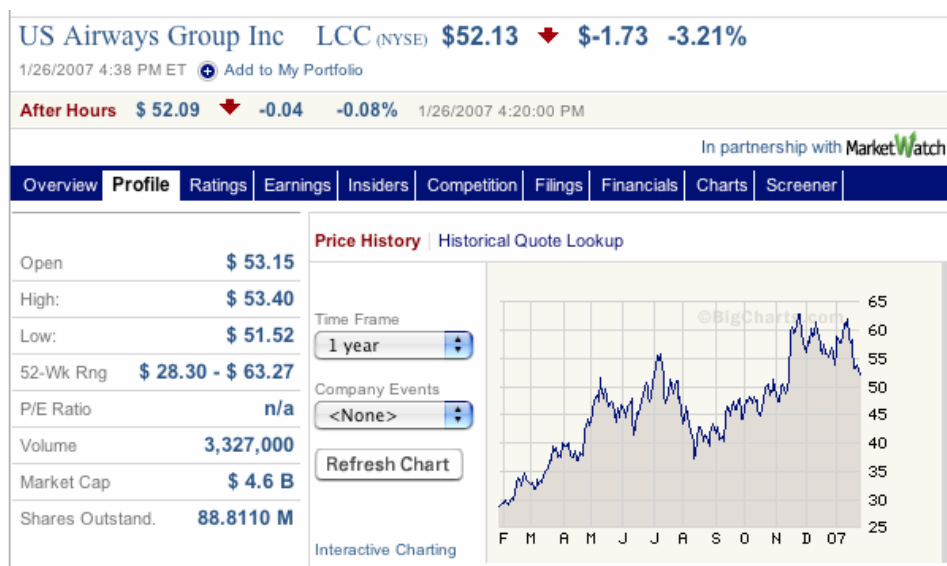 US Airways Group Inc LCC (NYSE) $52.13 $-1.73 -3.21%
1/26/2007 4:38 PM ET Add to My Portfolio
After Hours $ 52.09 -0.04 -0.08% 1/26/2007 4:20:00 PM
In partnership with MarketWatch
Overview Profile Ratings Earnings Insiders Competition Filings Financials Charts Screener
Price History Historical Quote Lookup
Open $ 53.15
High: $ 53.40
Low: $ 51.52
52-Wk Rng $ 28.30 - $ 63.27
P/E Ratio n/a
Volume 3,327,000
Market Cap $ 4.6 B
Shares Outstand. 88.8110 M
Time Frame
1 year
Company Events
<None>
Refresh Chart
Interactive Charting
©BigCharts.com
65
60
55
50
45
40
35
30
25
F M A M J J A S O N D 07